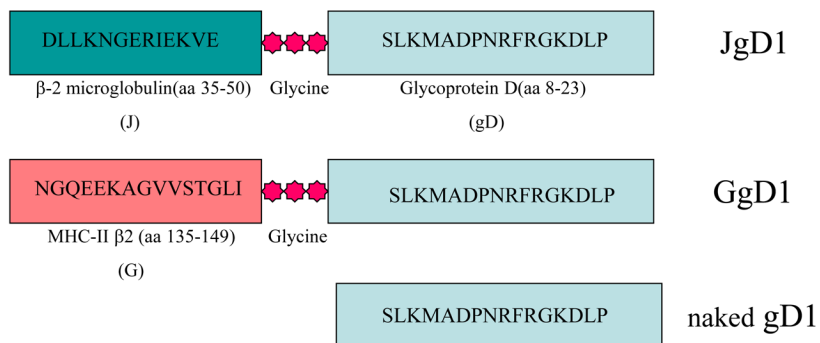 DLLKNGERIEKVE SLKMADPNRFRGKDLP JgD1
β-2 microglobulin(aa 35-50) Glycine Glycoprotein D(aa 8-23)
(J) (gD)
NGQEEKAGVVSTGLI SLKMADPNRFRGKDLP GgD1
MHC-II β2 (aa 135-149) Glycine
(G)
SLKMADPNRFRGKDLP naked gD1